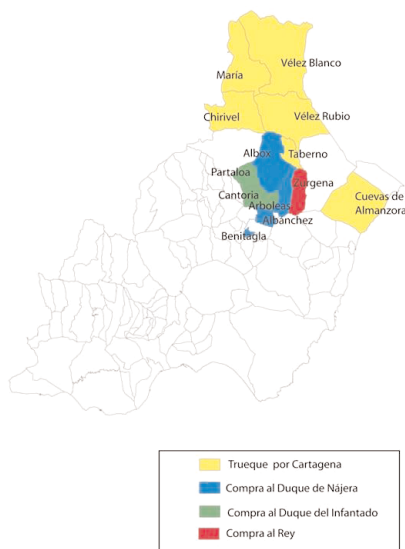 Vélez Blanco
María
Chirivel
Vélez Rubio
Albox
Taberno
Partaloa
Zurgena
Cantoria
Cuevas de
Almanzora
Arboleas
Albánchez
Benitagla
Trueque por Cartagena
Compra al Duque de Nájera
Compra al Duque del Infantado
Compra al Rey